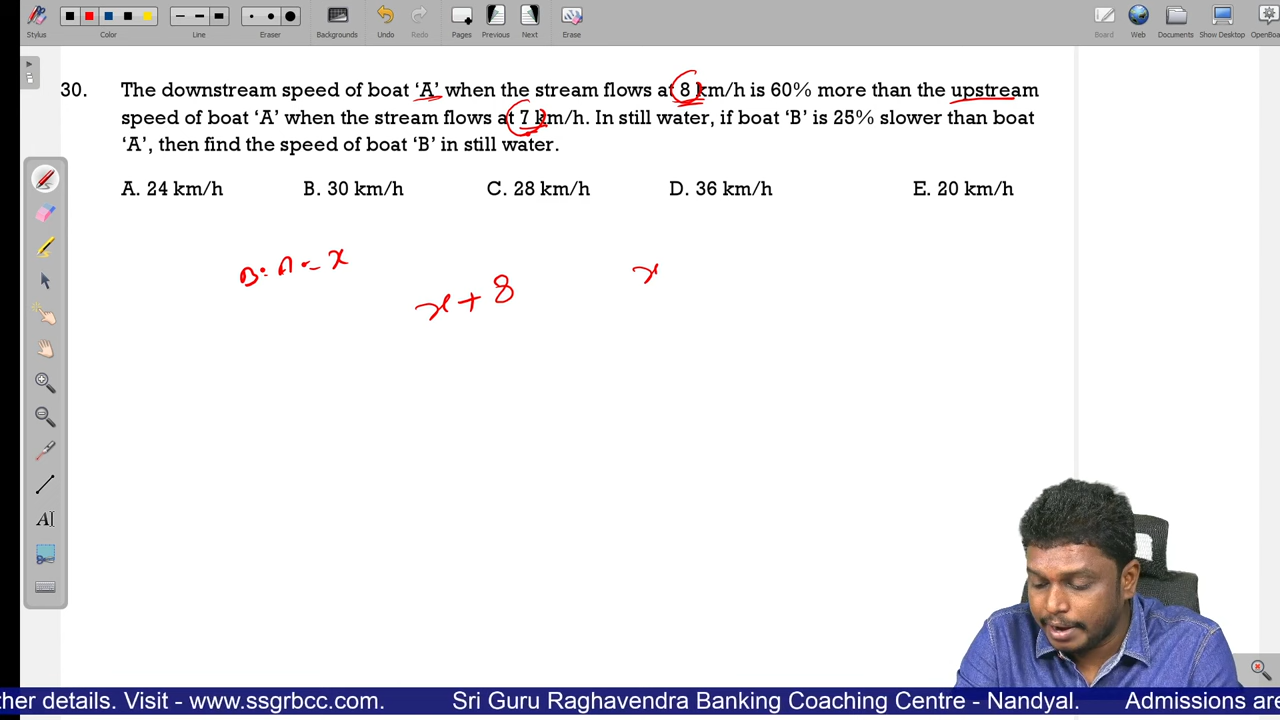 Stylus
Color
Line
Eraser
Backgrounds
Undo
Redo
Pages
Previous
Next
Erase
Board
Web
Documents
Show Desktop
OpenBoa
30. The downstream speed of boat ‘A’ when the stream flows at 8 km/h is 60% more than the upstream
speed of boat ‘A’ when the stream flows at 7 km/h. In still water, if boat ‘B’ is 25% slower than boat
‘A’, then find the speed of boat ‘B’ in still water.
A. 24 km/h B. 30 km/h C. 28 km/h D. 36 km/h E. 20 km/h
x
x + 8
ther details. Visit - www.ssgrbcc.com. Sri Guru Raghavendra Banking Coaching Centre - Nandyal. Admissions are